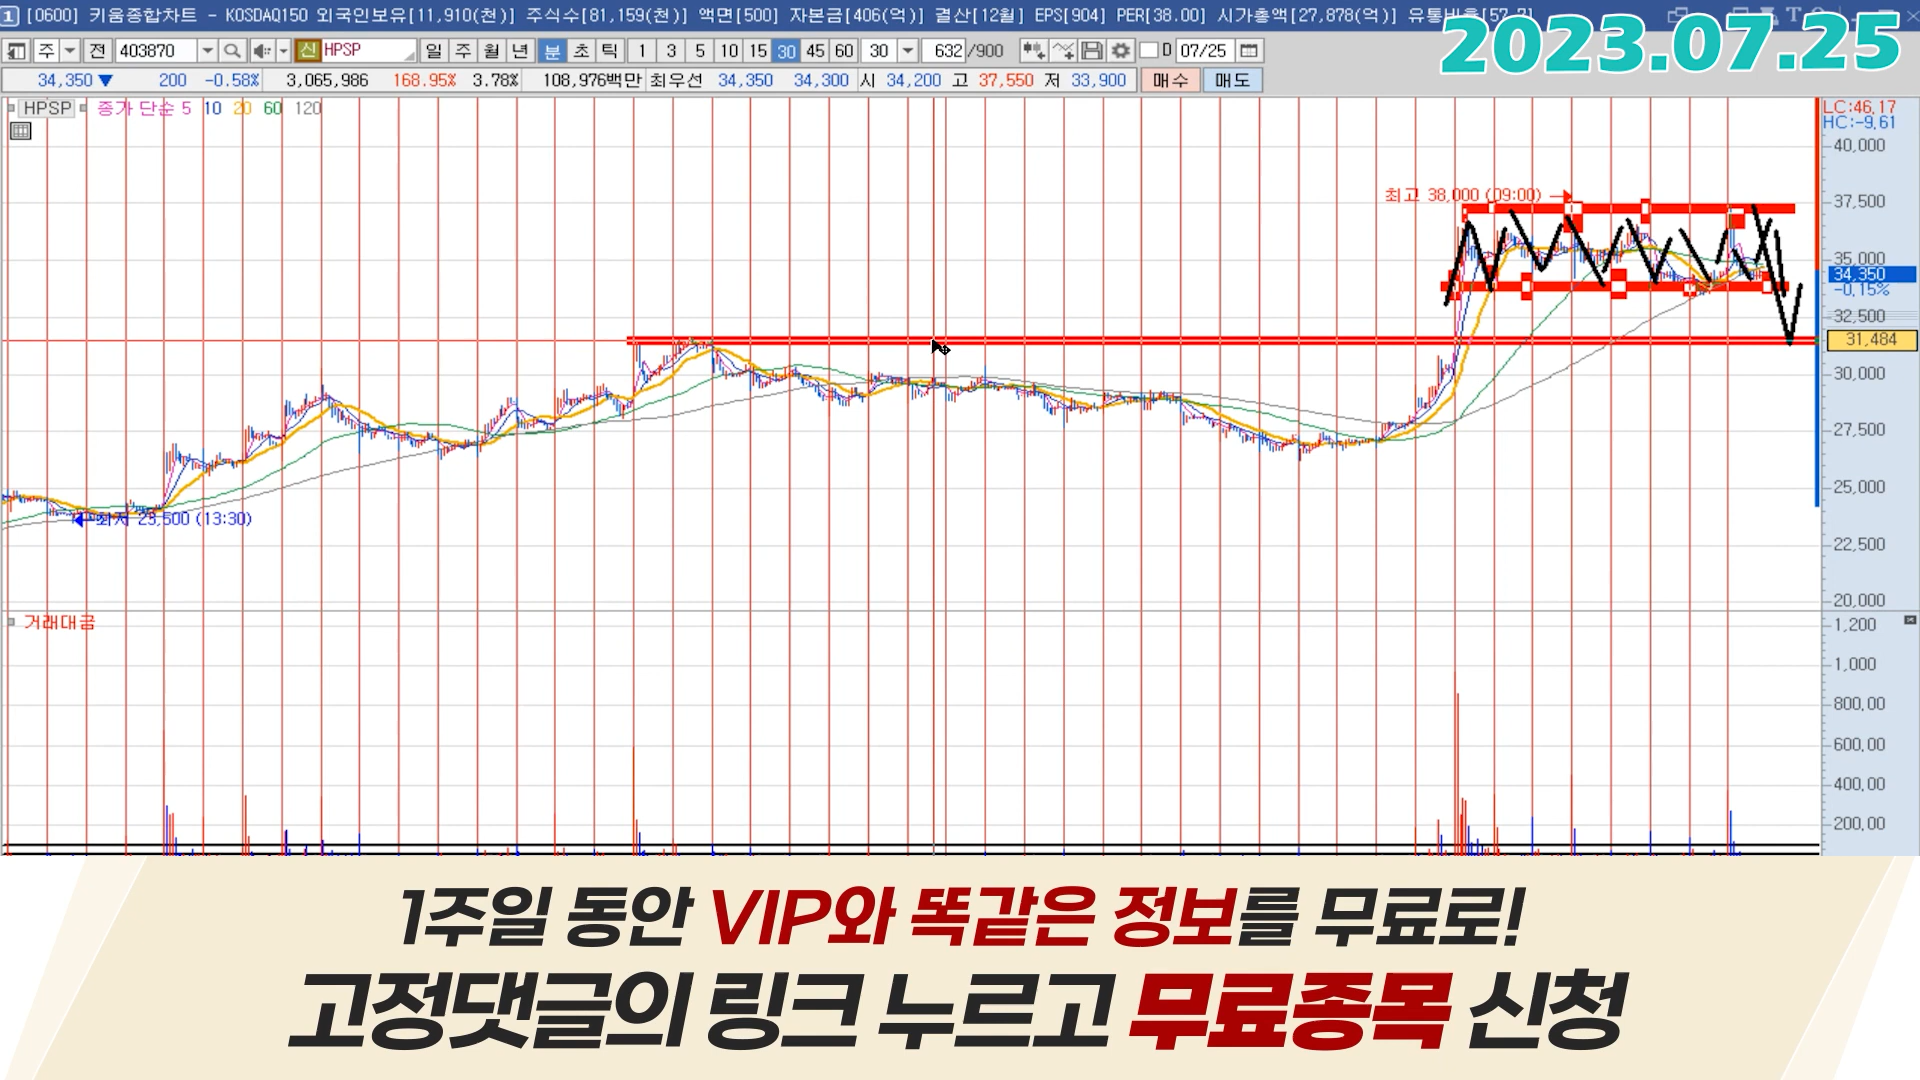 1 [0600] 키움종합차트 - KOSDAQ150 외국인보유[11,910(천)] 주식수[81,159(천)] 액면[500] 자본금[406(억)] 결산[12월] EPS[904] PER[38.00] 시가총액[27,878(억)]
2023.07.25
주 전 403870 신 HPSP 일 주 월 년 분 초 틱 1 3 5 10 15 30 45 60 30 632 /900 D 07/25
34,350 ▼ 200 -0.58% 3,065,986 168.95% 3.78% 108,976백만 최우선 34,350 34,300 시 34,200 고 37,550 저 33,900 매수 매도
HPSP 종가 단순 5 10 20 60 120
LC:46,17
HC:-9,61
40,000
최고 38,000 (09:00)
37,500
35,000
34,350
-0,15%
32,500
31,484
30,000
27,500
25,000
최저 23,500 (13:30)
22,500
20,000
거래대금
1,200
1,000
800,00
600,00
400,00
200,00
1주일 동안 VIP와 똑같은 정보를 무료로!
고정댓글의 링크 누르고 무료종목 신청